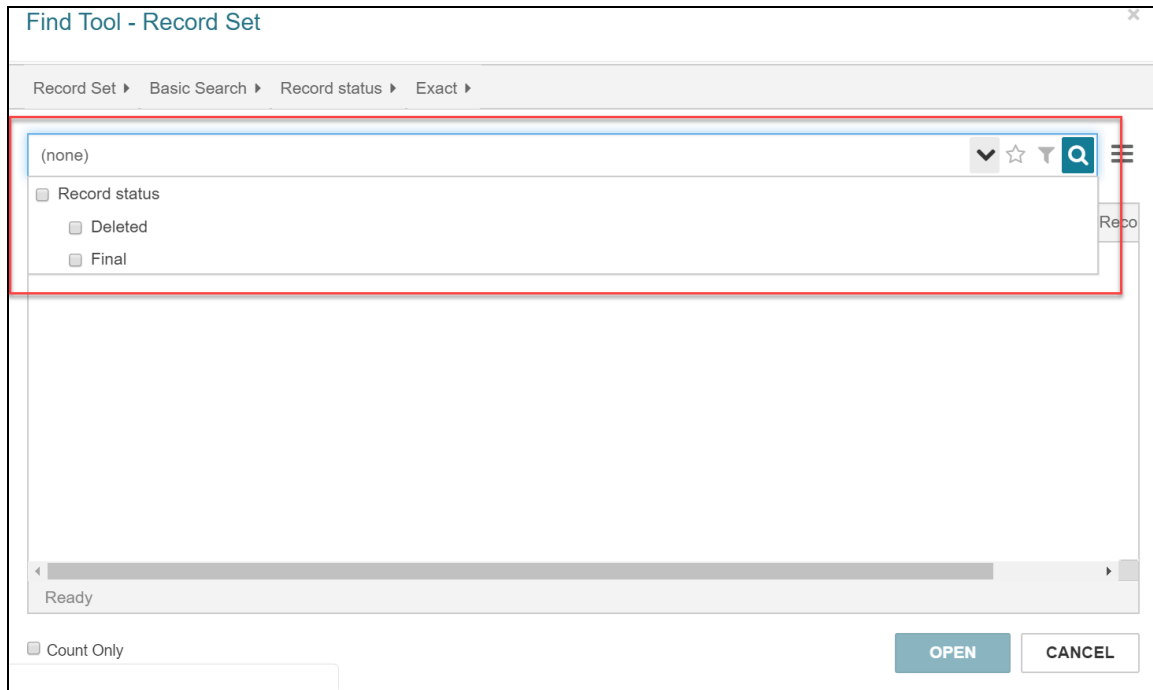 Find Tool - Record Set
Record Set Basic Search Record status Exact
(none)
Record status
Deleted
Final
Reco
Ready
Count Only
OPEN CANCEL